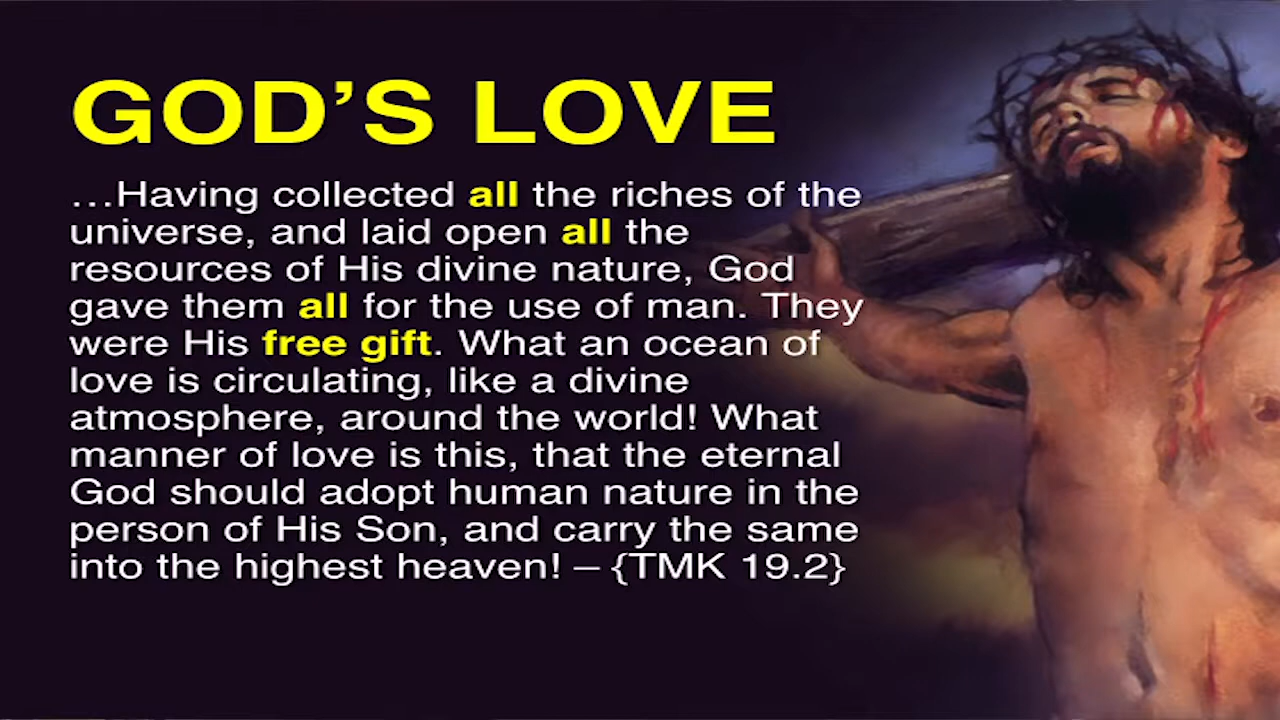 GOD’S LOVE
…Having collected all the riches of the
universe, and laid open all the
resources of His divine nature, God
gave them all for the use of man. They
were His free gift. What an ocean of
love is circulating, like a divine
atmosphere, around the world! What
manner of love is this, that the eternal
God should adopt human nature in the
person of His Son, and carry the same
into the highest heaven! – {TMK 19.2}